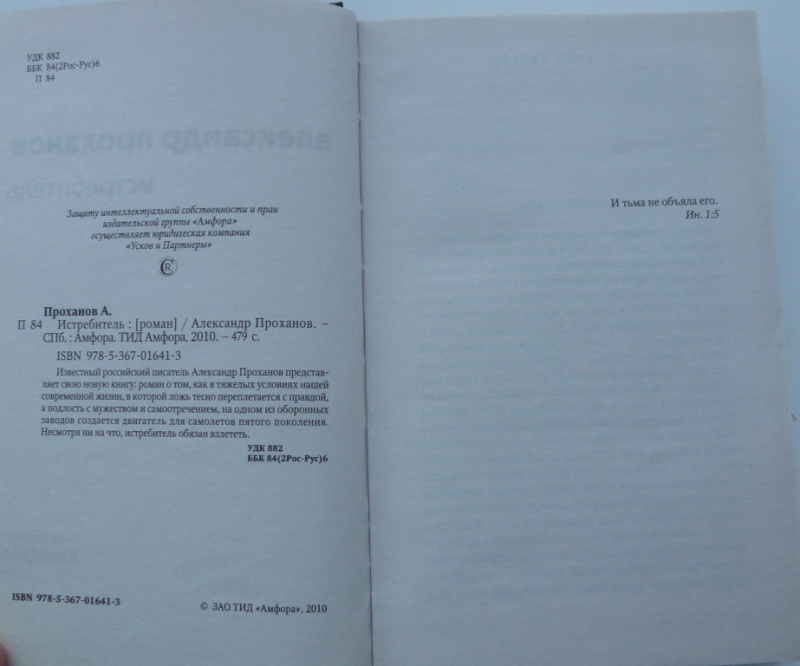 УДК 882
ББК 84(2Рос-Рус)6
П 84
Защиту интеллектуальной собственности и прав
издательской группы «Амфора»
осуществляет юридическая компания
«Усков и Партнеры»
Проханов А.
П 84 Истребитель : [роман] / Александр Проханов. –
СПб. : Амфора. ТИД Амфора, 2010. – 479 с.
ISBN 978-5-367-01641-3
Известный российский писатель Александр Проханов представ-
ляет свою новую книгу: роман о том, как в тяжелых условиях нашей
современной жизни, в которой ложь тесно переплетается с правдой,
а подлость с мужеством и самоотречением, на одном из оборонных
заводов создается двигатель для самолетов пятого поколения.
Несмотря ни на что, истребитель обязан взлететь.
УДК 882
ББК 84(2Рос-Рус)6
ISBN 978-5-367-01641-3
© ЗАО ТИД «Амфора», 2010
И тьма не объяла его.
Ин. 1:5